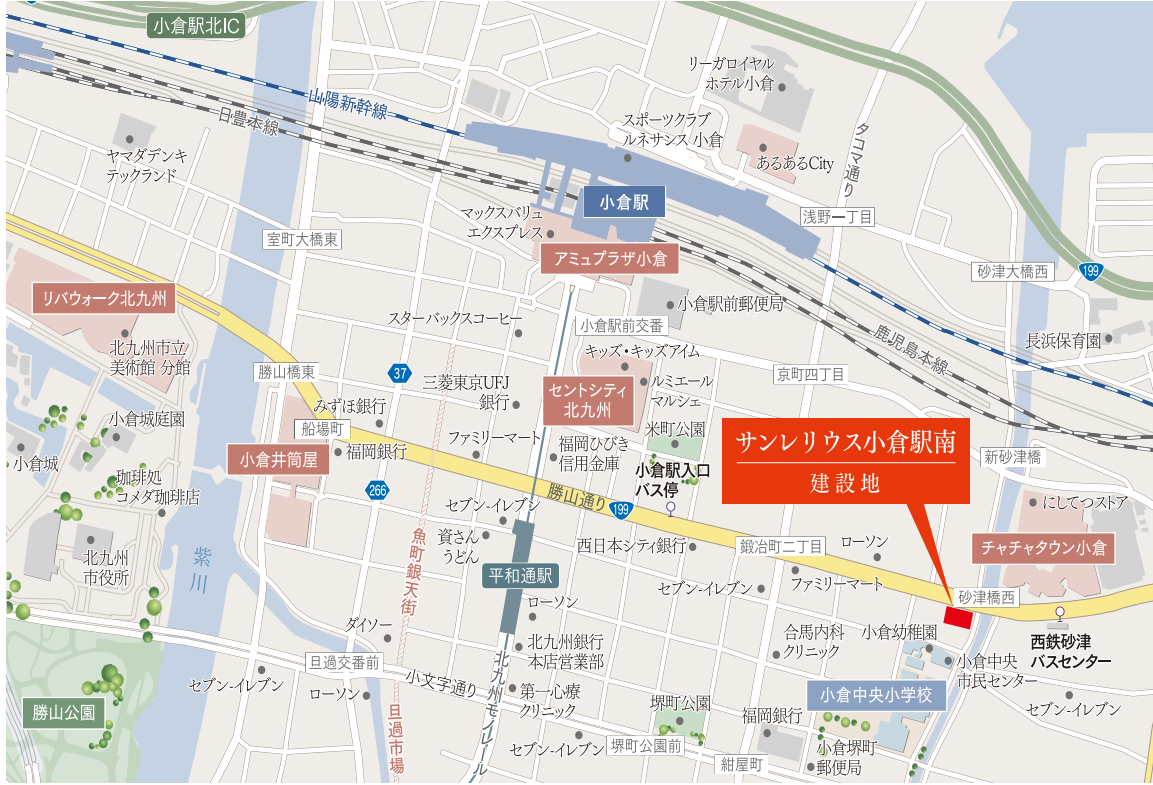 小倉駅北IC
山陽新幹線
日豊本線
リーガロイヤル
ホテル小倉
スポーツクラブ
ルネサンス 小倉
あるあるCity
タコマ通り
ヤマダデンキ
テックランド
小倉駅
マックスバリュ
エクスプレス
浅野一丁目
室町大橋東
アミュプラザ小倉
砂津大橋西
199
リバウォーク北九州
小倉駅前郵便局
スターバックスコーヒー
小倉駅前交番
鹿児島本線
長浜保育園
北九州市立
美術館 分館
キッズ・キッズアイム
勝山橋東
37
三菱東京UFJ
銀行
セントシティ
北九州
ルミエール
マルシェ
京町四丁目
みずほ銀行
小倉城庭園
船場町
福岡銀行
ファミリーマート
福岡ひびき
信用金庫
米町公園
サンレリウス小倉駅南
建設地
新砂津橋
小倉城
小倉井筒屋
珈琲処
コメダ珈琲店
266
小倉駅入口
バス停
勝山通り
199
にしてつストア
セブン-イレブン
魚町銀天街
資さん
うどん
西日本シティ銀行
鍛冶町二丁目
ローソン
チャチャタウン小倉
北九州
市役所
紫川
平和通駅
セブン-イレブン
ファミリーマート
砂津橋西
ローソン
ダイソー
合馬内科
クリニック
小倉幼稚園
西鉄砂津
バスセンター
北九州銀行
本店営業部
旦過交番前
小倉中央
市民センター
セブン-イレブン
ローソン
小文字通り
北九州モノレール
第一心療
クリニック
小倉中央小学校
勝山公園
旦過市場
堺町公園
福岡銀行
セブン-イレブン
セブン-イレブン
堺町公園前
小倉堺町
郵便局
紺屋町